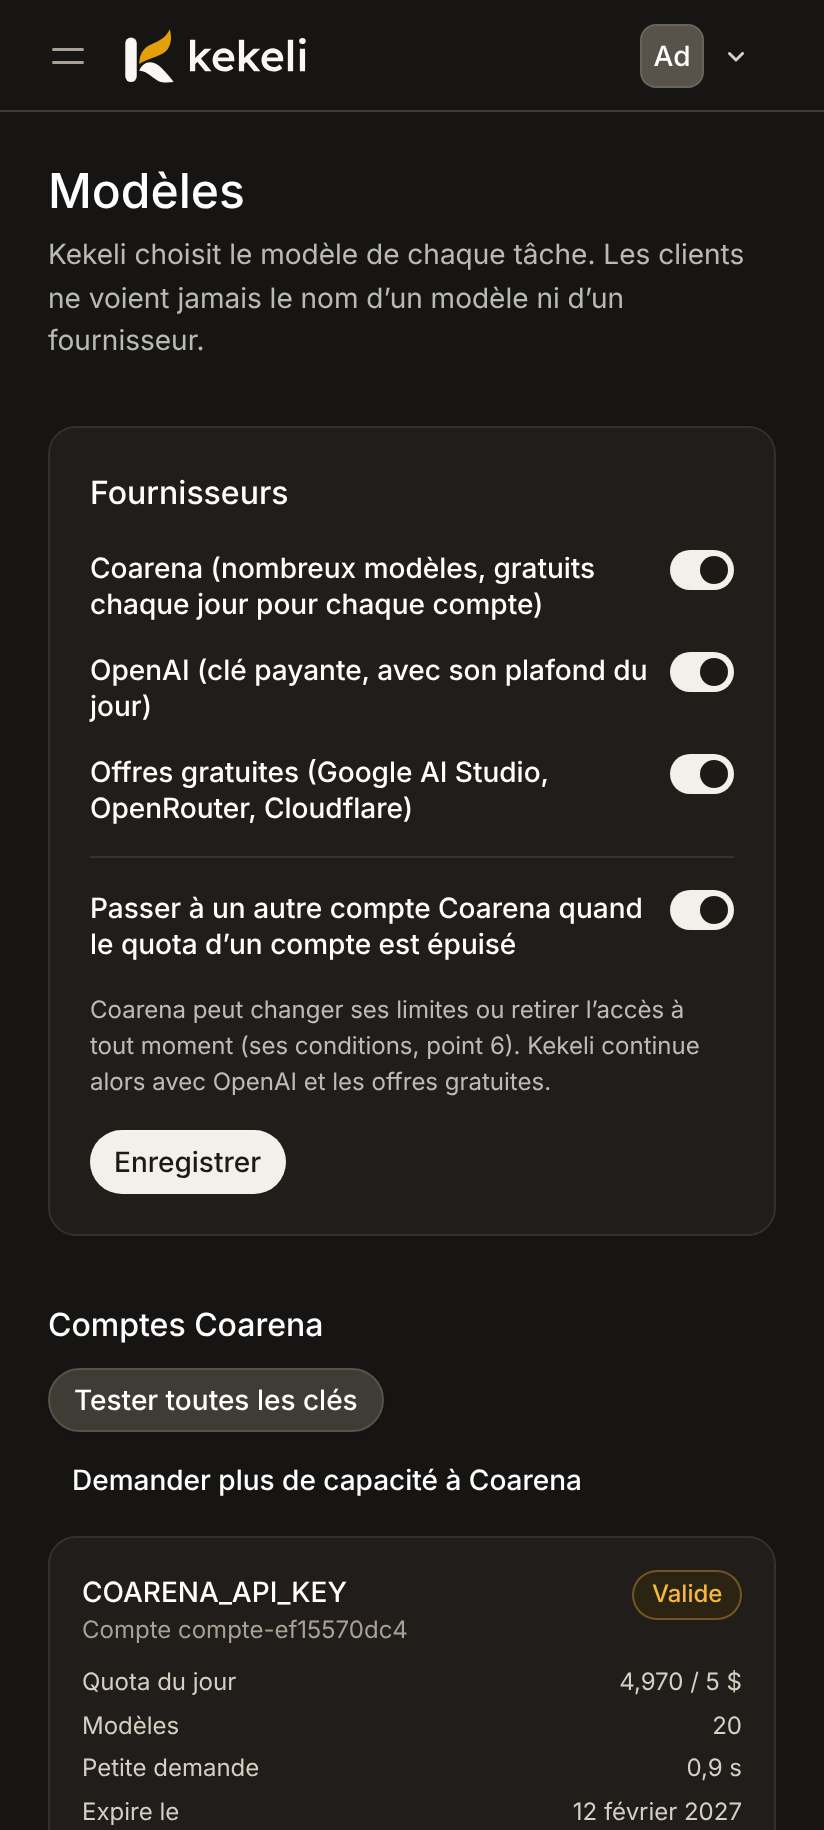 kekeli
Ad
Modèles
Kekeli choisit le modèle de chaque tâche. Les clients
ne voient jamais le nom d’un modèle ni d’un
fournisseur.
Fournisseurs
Coarena (nombreux modèles, gratuits
chaque jour pour chaque compte)
OpenAI (clé payante, avec son plafond du
jour)
Offres gratuites (Google AI Studio,
OpenRouter, Cloudflare)
Passer à un autre compte Coarena quand
le quota d’un compte est épuisé
Coarena peut changer ses limites ou retirer l’accès à
tout moment (ses conditions, point 6). Kekeli continue
alors avec OpenAI et les offres gratuites.
Enregistrer
Comptes Coarena
Tester toutes les clés
Demander plus de capacité à Coarena
COARENA_API_KEY
Valide
Compte compte-ef15570dc4
Quota du jour 4,970 / 5 $
Modèles 20
Petite demande 0,9 s
Expire le 12 février 2027